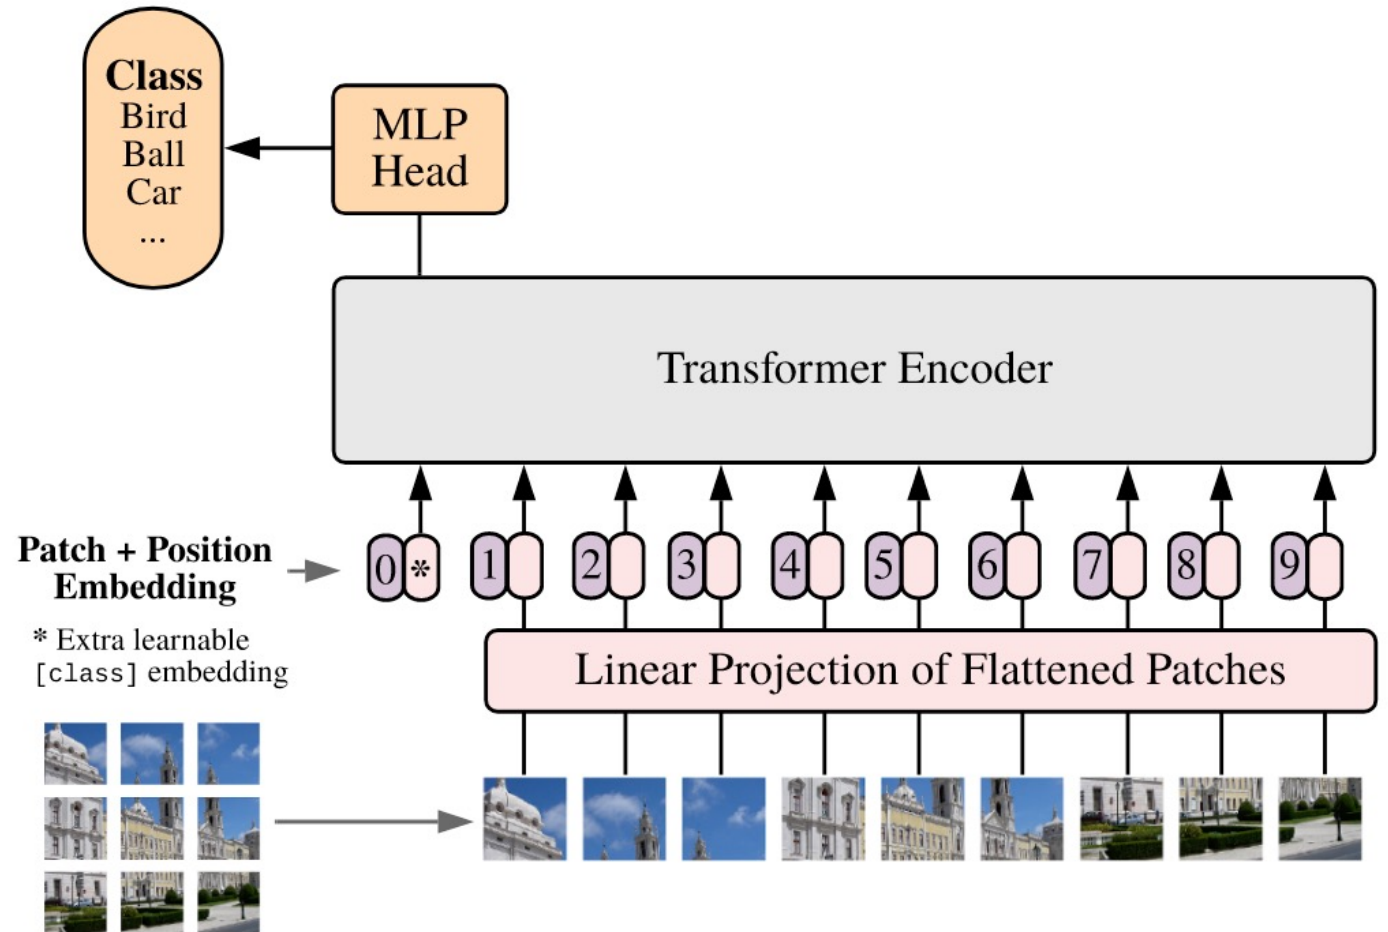 Class
Bird
Ball
Car
...
MLP
Head
Transformer Encoder
Patch + Position
Embedding
0 * 1 2 3 4 5 6 7 8 9
* Extra learnable
[class] embedding
Linear Projection of Flattened Patches